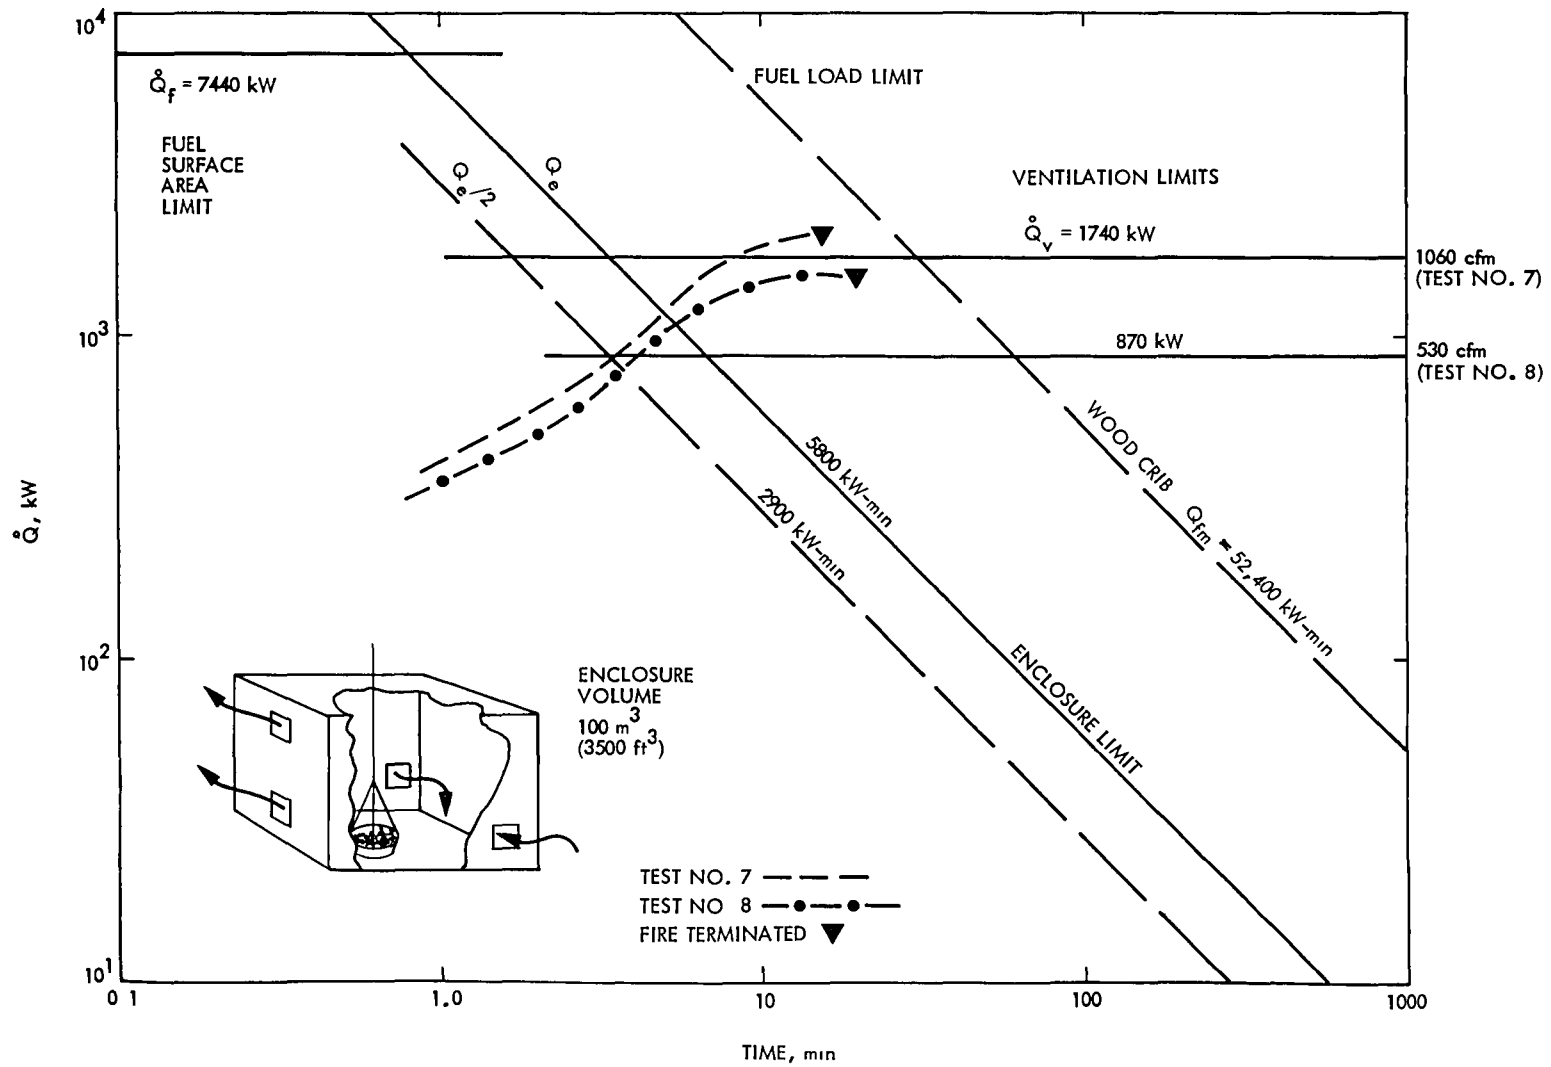 10⁴
Q̊f = 7440 kW
FUEL
SURFACE
AREA
LIMIT
FUEL LOAD LIMIT
Qe/2
Qe
VENTILATION LIMITS
Q̊v = 1740 kW
1060 cfm
(TEST NO. 7)
10³
870 kW
530 cfm
(TEST NO. 8)
Q̊, kW
WOOD CRIB Qfm ≈ 52,400 kW-min
5800 kW-min
2900 kW-min
ENCLOSURE LIMIT
10²
ENCLOSURE
VOLUME
100 m³
(3500 ft³)
TEST NO. 7
TEST NO 8
FIRE TERMINATED
10¹
0 1
1.0
10
100
1000
TIME, min